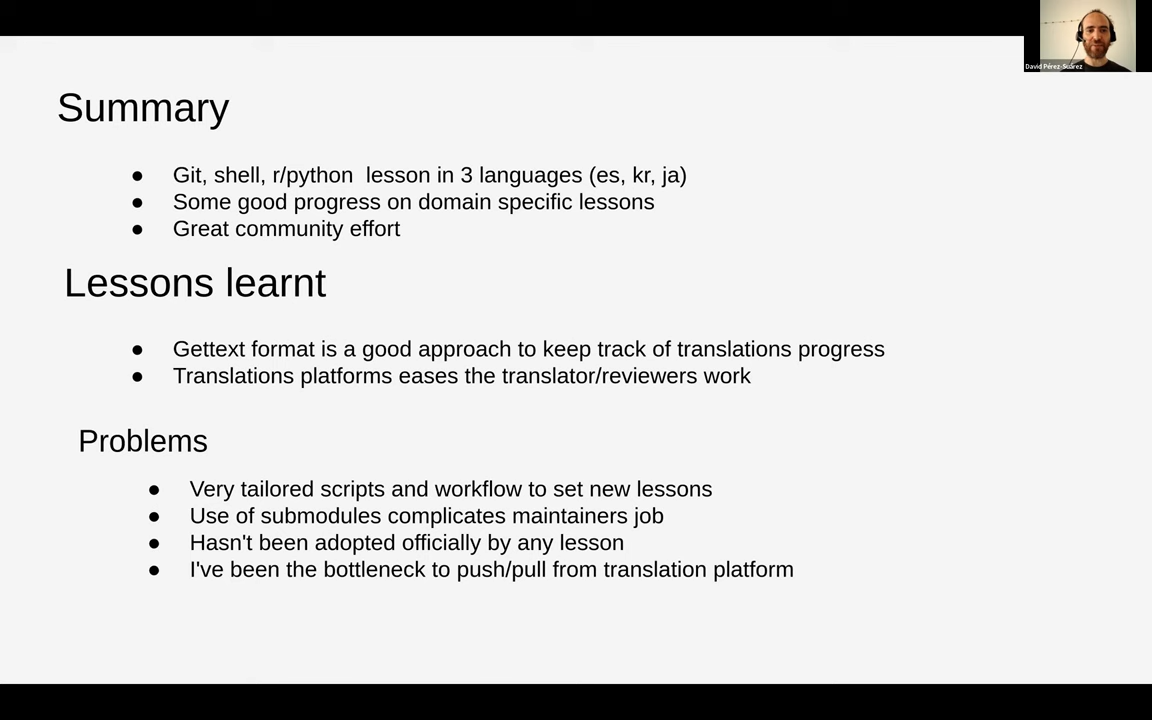 David Pérez-Suárez
Summary
● Git, shell, r/python  lesson in 3 languages (es, kr, ja)
● Some good progress on domain specific lessons
● Great community effort
Lessons learnt
● Gettext format is a good approach to keep track of translations progress
● Translations platforms eases the translator/reviewers work
Problems
● Very tailored scripts and workflow to set new lessons
● Use of submodules complicates maintainers job
● Hasn't been adopted officially by any lesson
● I've been the bottleneck to push/pull from translation platform